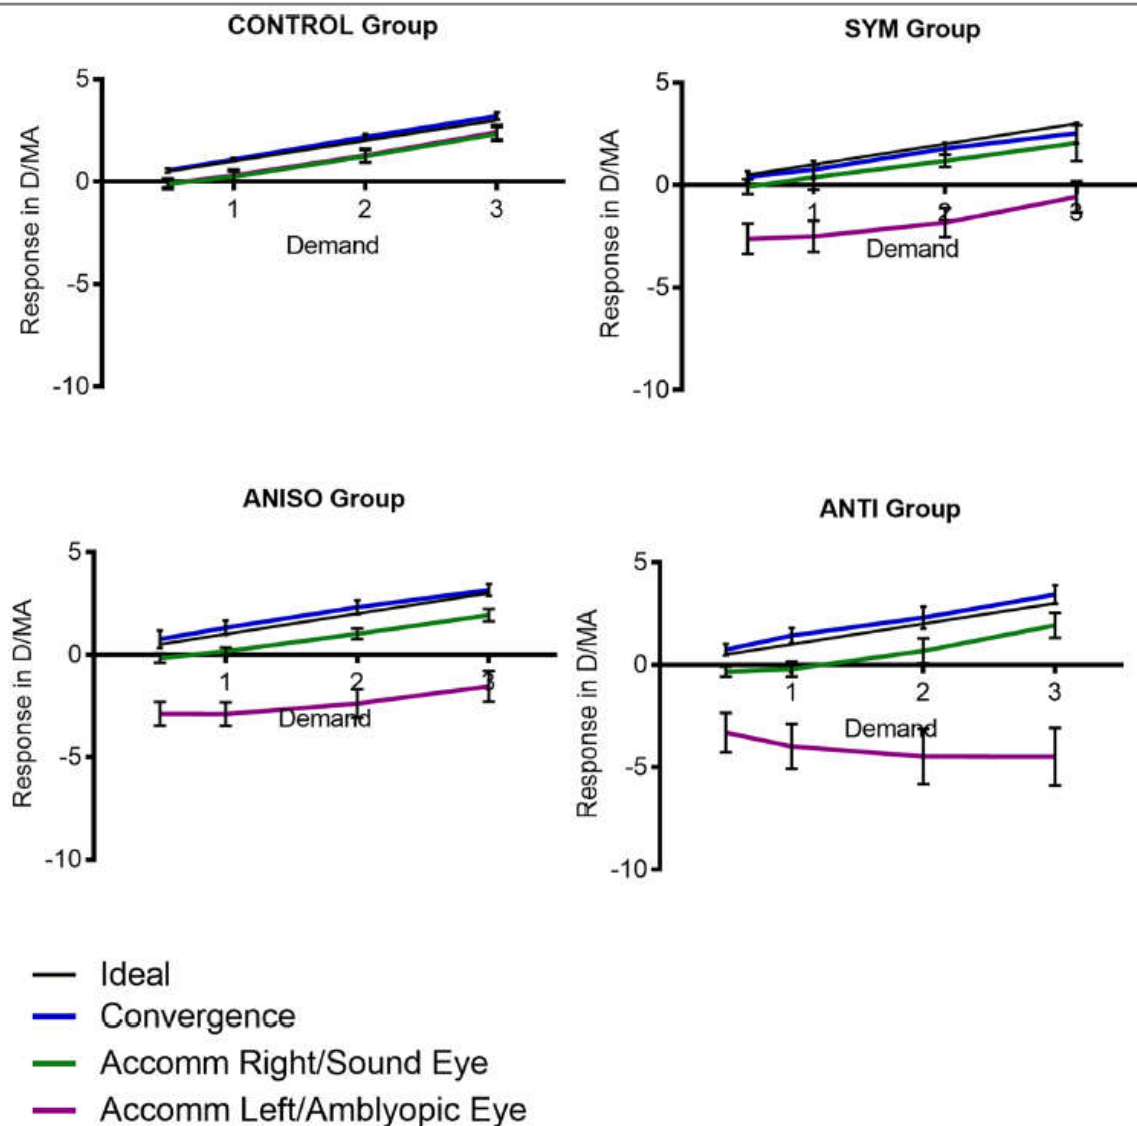 CONTROL Group
5
0
-5
-10
Response in D/MA
1
2
3
Demand
SYM Group
5
0
-5
-10
Response in D/MA
1
2
3
Demand
ANISO Group
5
0
-5
-10
Response in D/MA
1
2
3
Demand
ANTI Group
5
0
-5
-10
Response in D/MA
1
2
3
Demand
Ideal
Convergence
Accomm Right/Sound Eye
Accomm Left/Amblyopic Eye